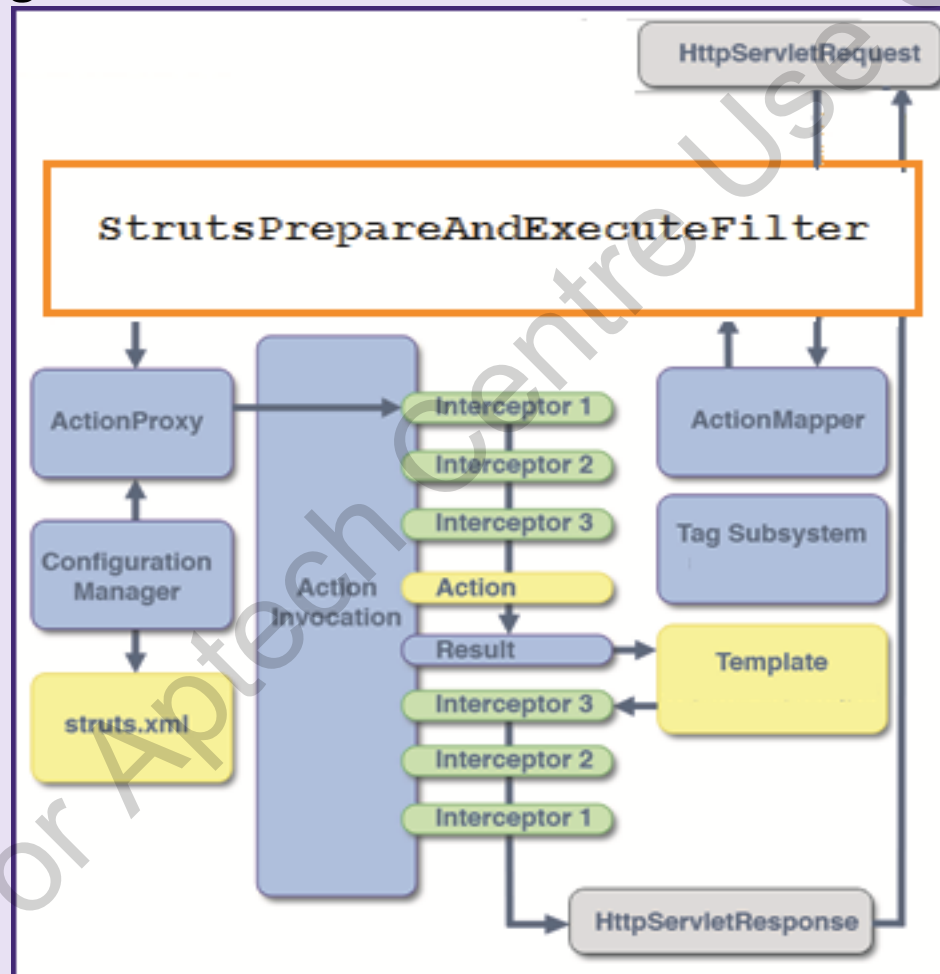 HttpServletRequest
StrutsPrepareAndExecuteFilter
ActionProxy
Configuration
Manager
struts.xml
Action
Invocation
Interceptor 1
Interceptor 2
Interceptor 3
Action
Result
Interceptor 3
Interceptor 2
Interceptor 1
ActionMapper
Tag Subsystem
Template
HttpServletResponse
or Aptech Centre Use